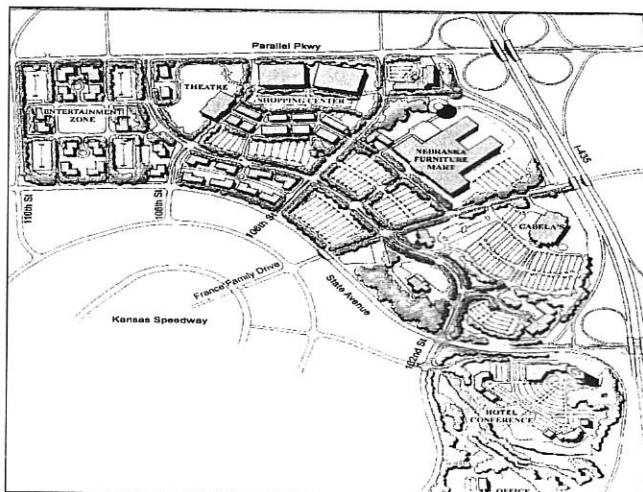 Parallel Pkwy
THEATRE
SHOPPING CENTER
ENTERTAINMENT
ZONE
NEBRASKA
FURNITURE
MART
I-435
110th St
108th St
106th St
CABELA'S
France Family Drive
State Avenue
Kansas Speedway
102nd St
HOTEL
CONFERENCE
OFFICE